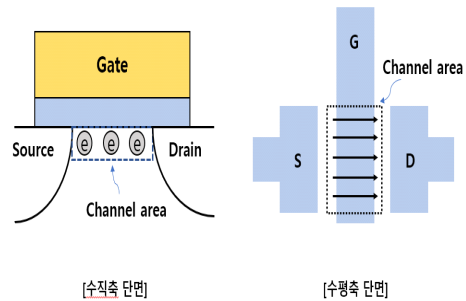 Gate
Source
e e e
Drain
Channel area
[수직축 단면]
G
Channel area
S
D
[수평축 단면]